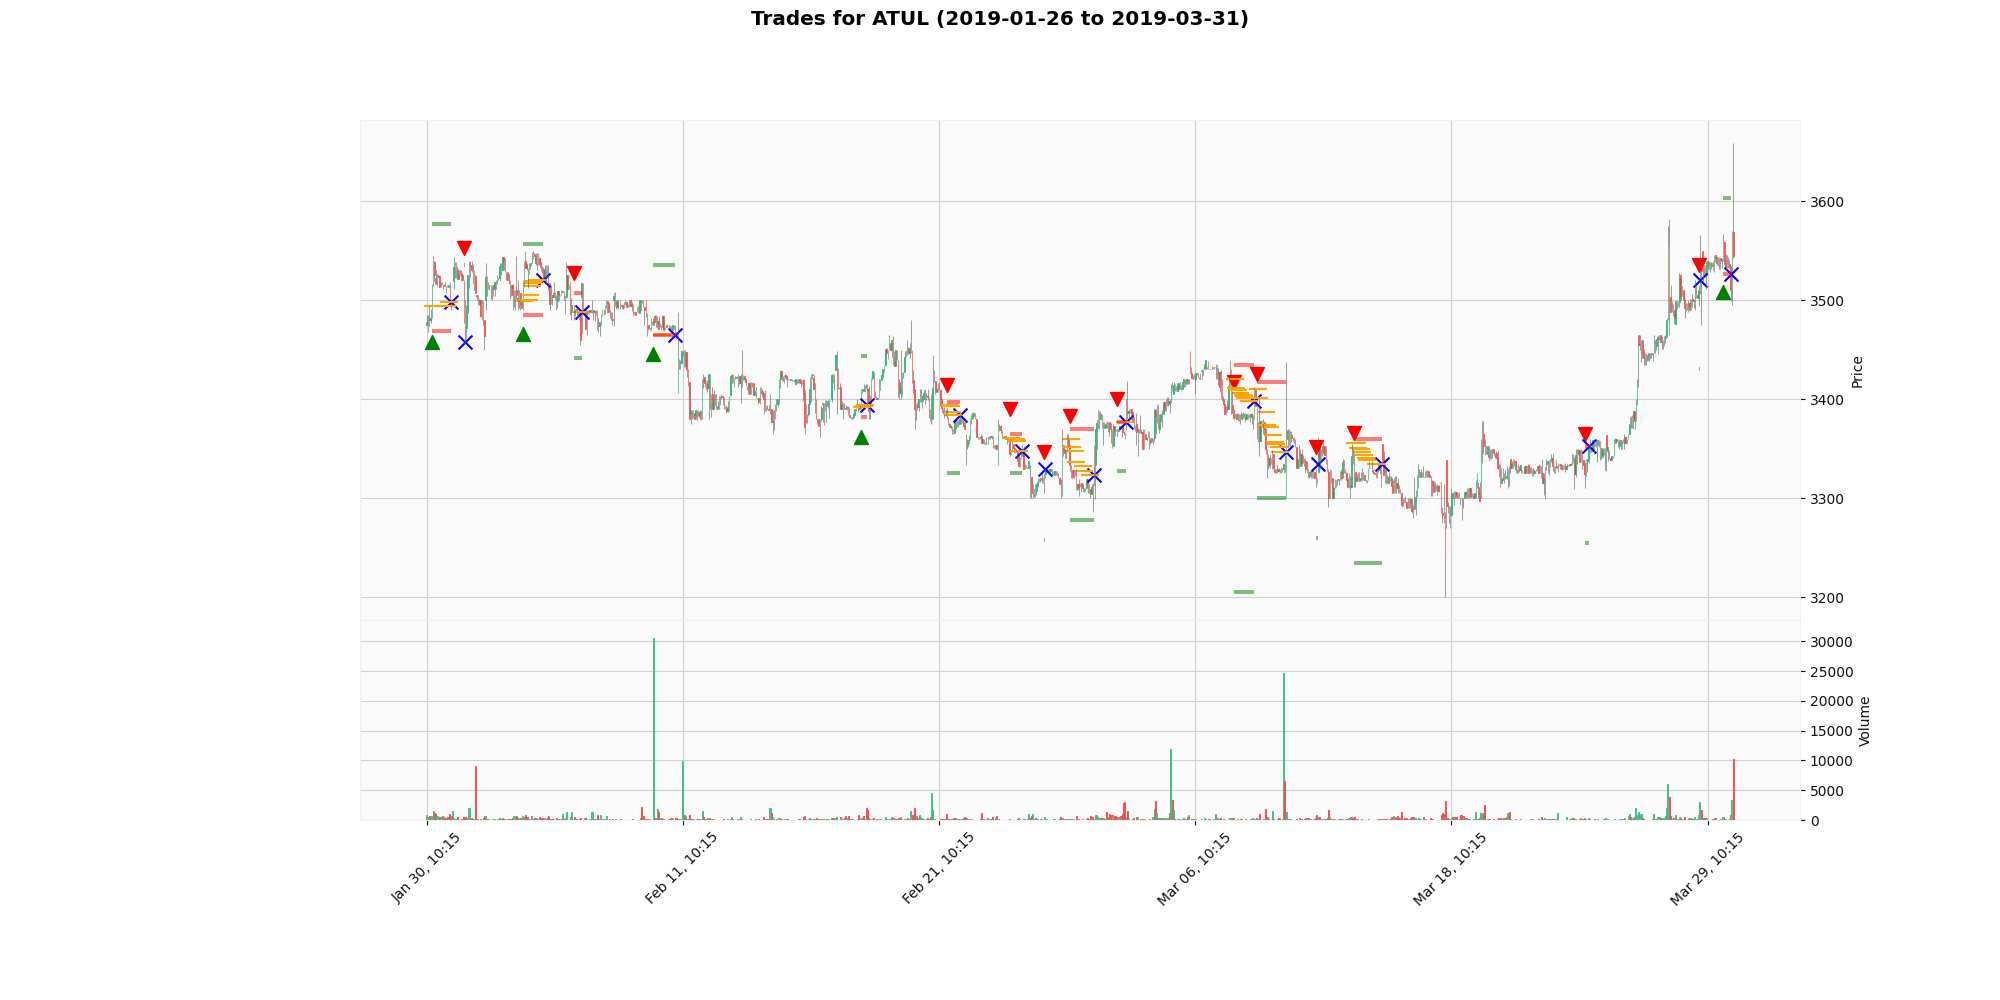 Trades for ATUL (2019-01-26 to 2019-03-31)
3600
3500
3400
3300
3200
Price
30000
25000
20000
15000
10000
5000
0
Volume
Jan 30, 10:15
Feb 11, 10:15
Feb 21, 10:15
Mar 06, 10:15
Mar 18, 10:15
Mar 29, 10:15